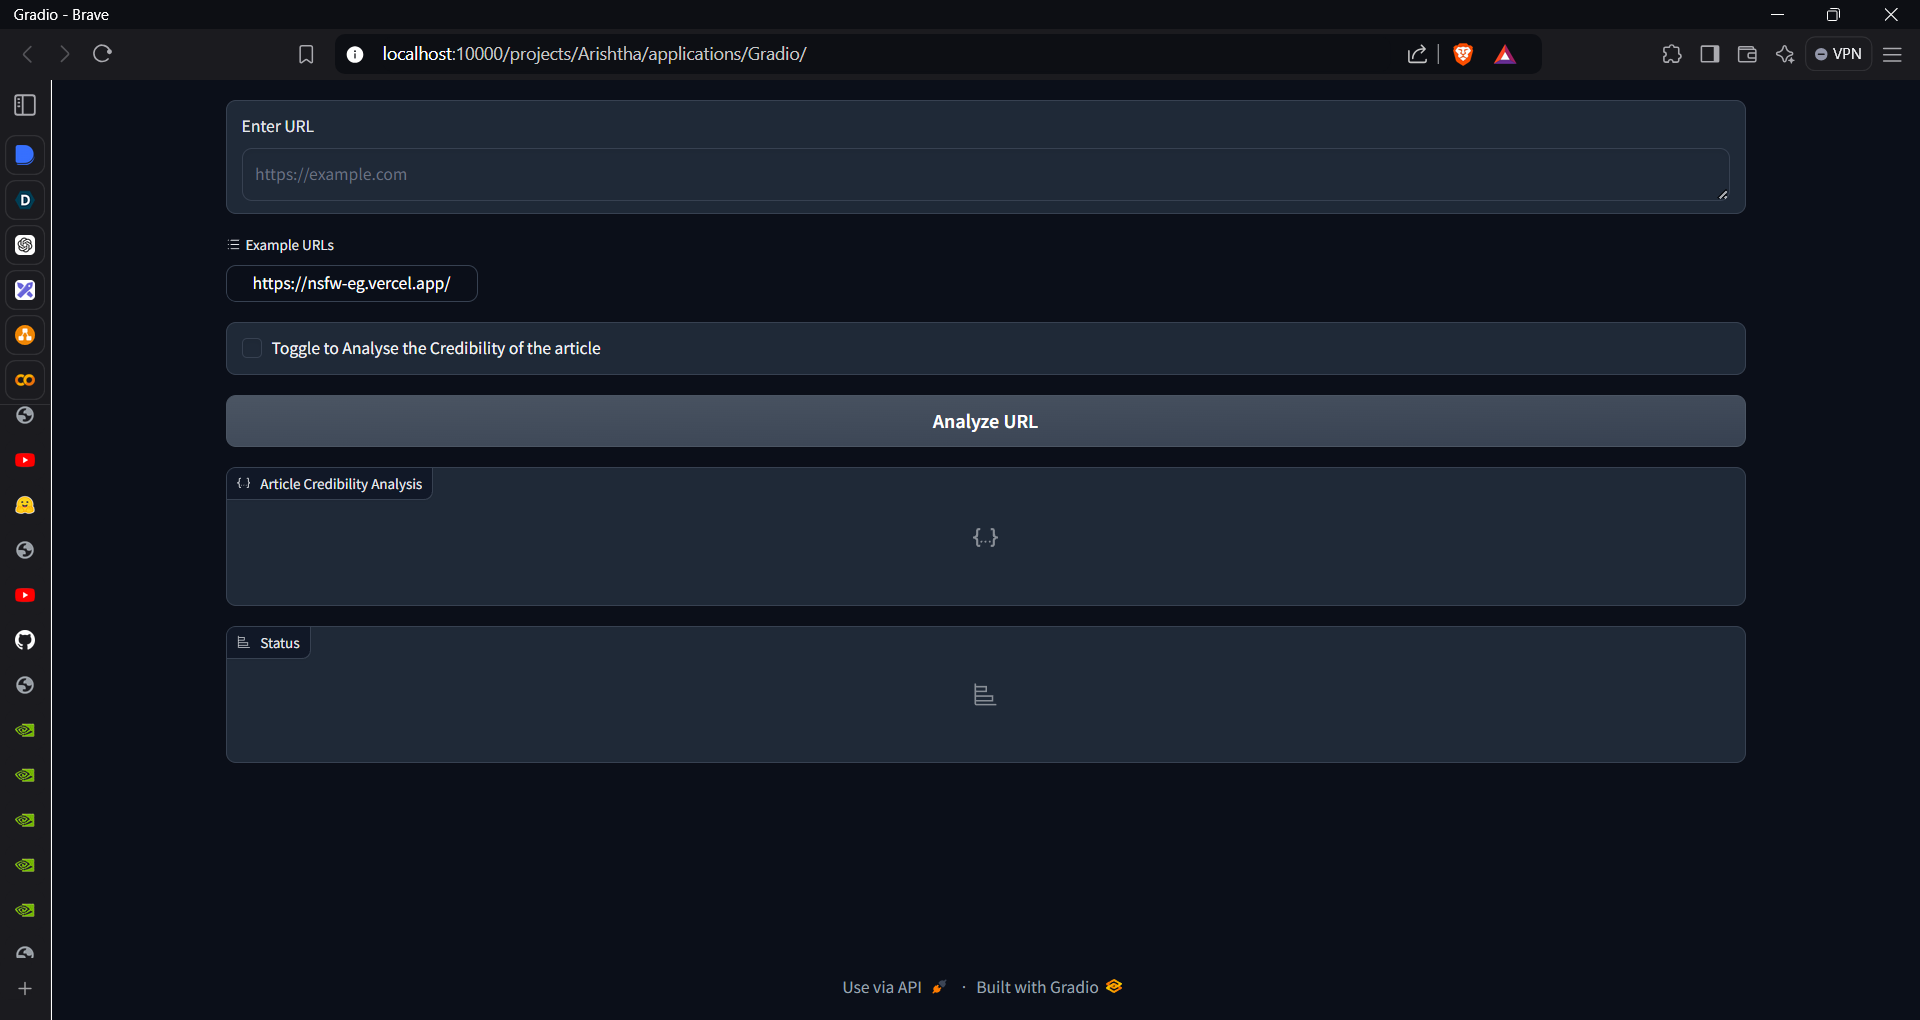 Gradio - Brave
localhost:10000/projects/Arishtha/applications/Gradio/
VPN
D
Enter URL
https://example.com
Example URLs
https://nsfw-eg.vercel.app/
Toggle to Analyse the Credibility of the article
Analyze URL
Article Credibility Analysis
{...}
Status
Use via API · Built with Gradio